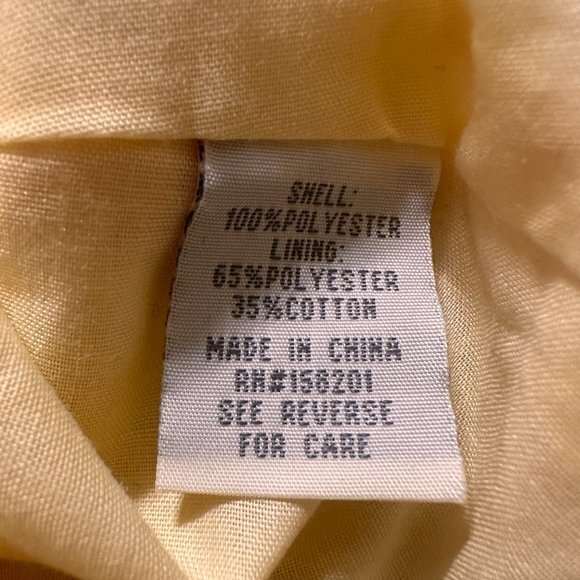 SHELL:
100%POLYESTER
LINING:
65%POLYESTER
35%COTTON
MADE IN CHINA
RN#158201
SEE REVERSE
FOR CARE